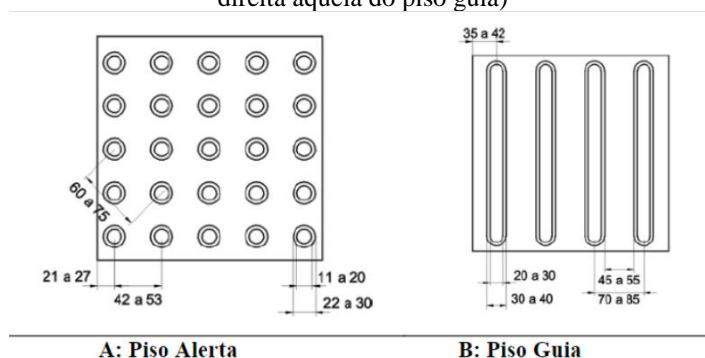 direita aquela do piso guia)
35 a 42
60 a 75
21 a 27
42 a 53
11 a 20
22 a 30
20 a 30
30 a 40
45 a 55
70 a 85
A: Piso Alerta
B: Piso Guia